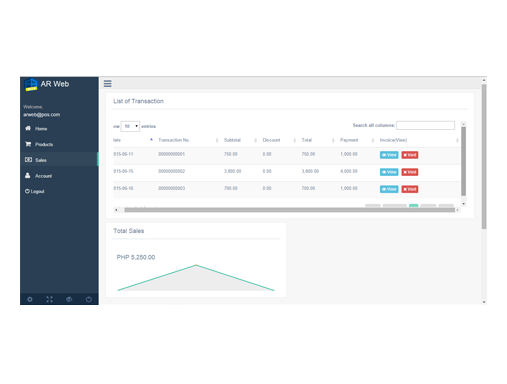 AR Web
Welcome,
arweb@pos.com
Home
Products
Sales
Account
Logout
List of Transaction
ow 10 entries
Search all columns:
Date Transaction No. Subtotal Discount Total Payment Invoice(View)
015-06-11 00000000001 750.00 0.00 750.00 1,000.00 View Void
015-06-15 00000000002 3,800.00 0.00 3,800.00 4,000.00 View Void
015-06-16 00000000003 700.00 0.00 700.00 1,000.00 View Void
Total Sales
PHP 5,250.00